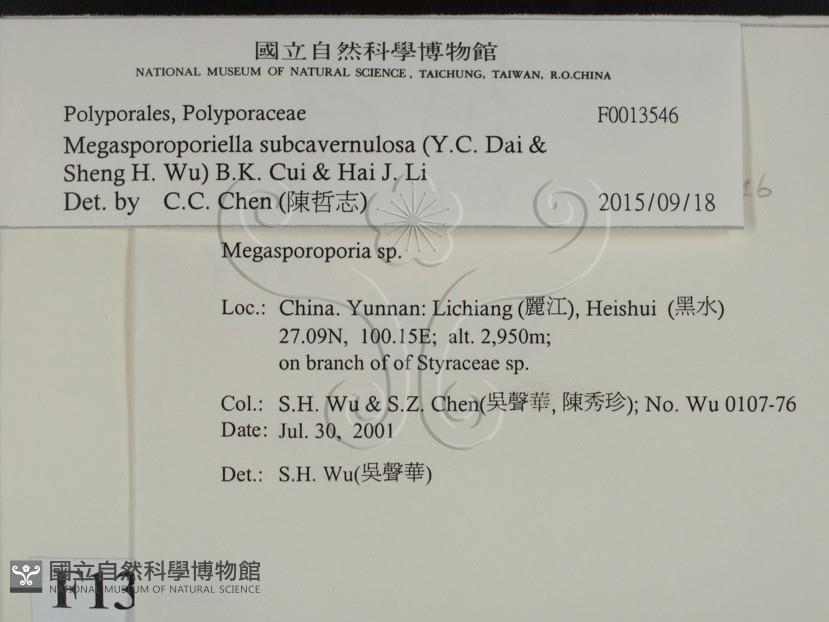 國立自然科學博物館
NATIONAL MUSEUM OF NATURAL SCIENCE, TAICHUNG, TAIWAN, R.O.CHINA
Polyporales, Polyporaceae F0013546
Megasporoporiella subcavernulosa (Y.C. Dai &
Sheng H. Wu) B.K. Cui & Hai J. Li
Det. by C.C. Chen (陳哲志) 2015/09/18
Megasporoporia sp.
Loc.: China. Yunnan: Lichiang (麗江), Heishui (黑水)
27.09N, 100.15E; alt. 2,950m;
on branch of of Styraceae sp.
Col.: S.H. Wu & S.Z. Chen(吳聲華, 陳秀珍); No. Wu 0107-76
Date: Jul. 30, 2001
Det.: S.H. Wu(吳聲華)
國立自然科學博物館
NATIONAL MUSEUM OF NATURAL SCIENCE
F13